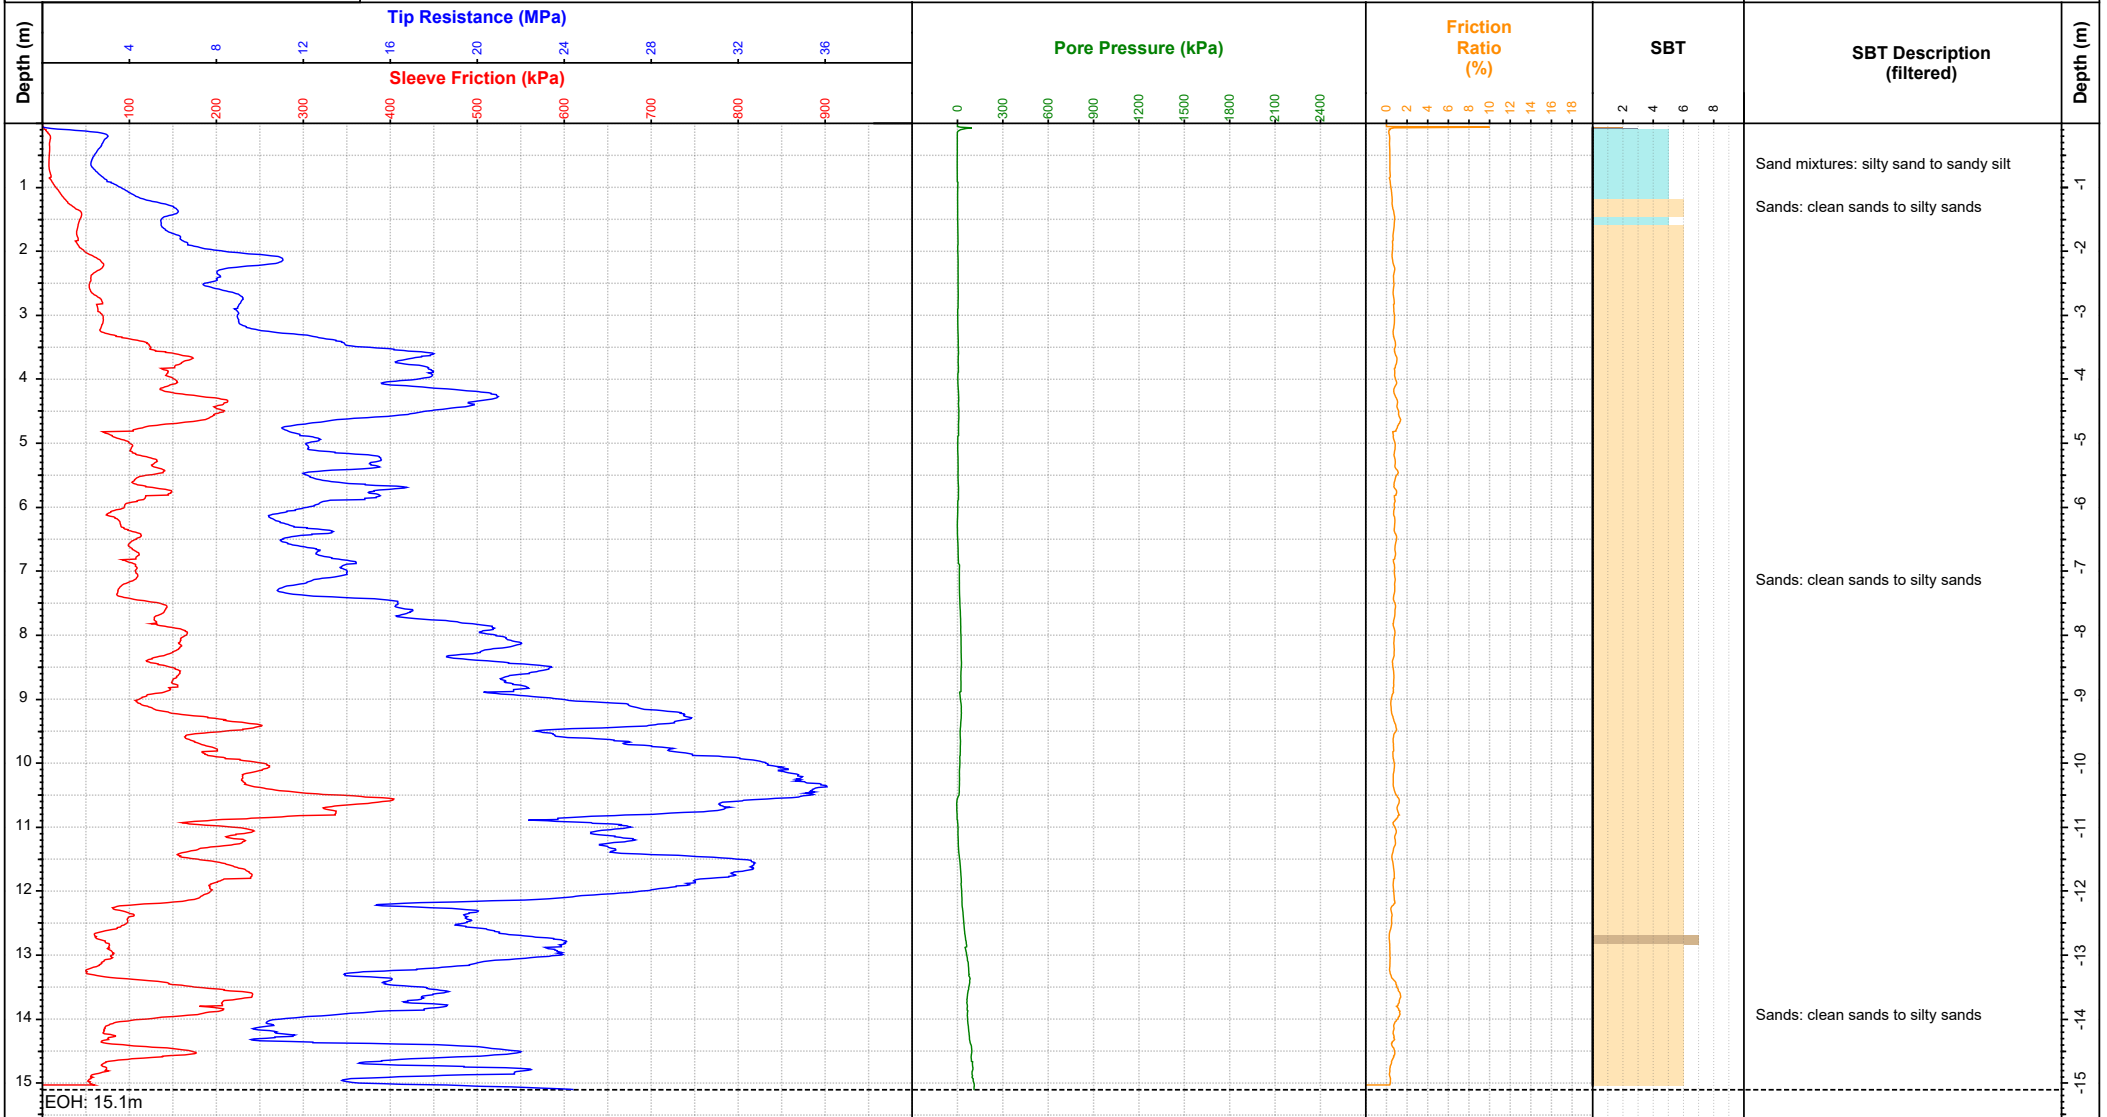 Depth (m)
Tip Resistance (MPa)
4 8 12 16 20 24 28 32 36
Sleeve Friction (kPa)
100 200 300 400 500 600 700 800 900
Pore Pressure (kPa)
0 300 600 900 1200 1500 1800 2100 2400
Friction
Ratio
(%)
0 2 4 6 8 10 12 14 16 18
SBT
2 4 6 8
SBT Description
(filtered)
Depth (m)
1
2
3
4
5
6
7
8
9
10
11
12
13
14
15
Sand mixtures: silty sand to sandy silt
Sands: clean sands to silty sands
Sands: clean sands to silty sands
Sands: clean sands to silty sands
-1
-2
-3
-4
-5
-6
-7
-8
-9
-10
-11
-12
-13
-14
-15
EOH: 15.1m